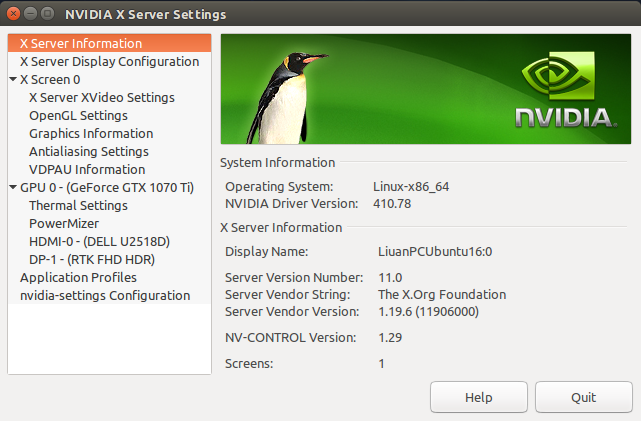 NVIDIA X Server Settings
X Server Information
X Server Display Configuration
X Screen 0
X Server XVideo Settings
OpenGL Settings
Graphics Information
Antialiasing Settings
VDPAU Information
GPU 0 - (GeForce GTX 1070 Ti)
Thermal Settings
PowerMizer
HDMI-0 - (DELL U2518D)
DP-1 - (RTK FHD HDR)
Application Profiles
nvidia-settings Configuration
NVIDIA.
System Information
Operating System: Linux-x86_64
NVIDIA Driver Version: 410.78
X Server Information
Display Name: LiuanPCUbuntu16:0
Server Version Number: 11.0
Server Vendor String: The X.Org Foundation
Server Vendor Version: 1.19.6 (11906000)
NV-CONTROL Version: 1.29
Screens: 1
Help Quit